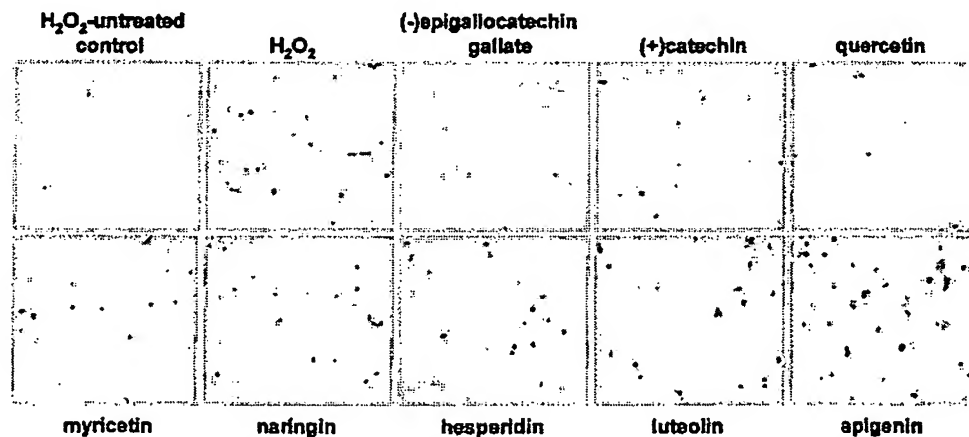 H₂O₂-untreated
control
H₂O₂
(-)epigallocatechin
gallate
(+)catechin
quercetin
myricetin
naringin
hesperidin
luteolin
apigenin